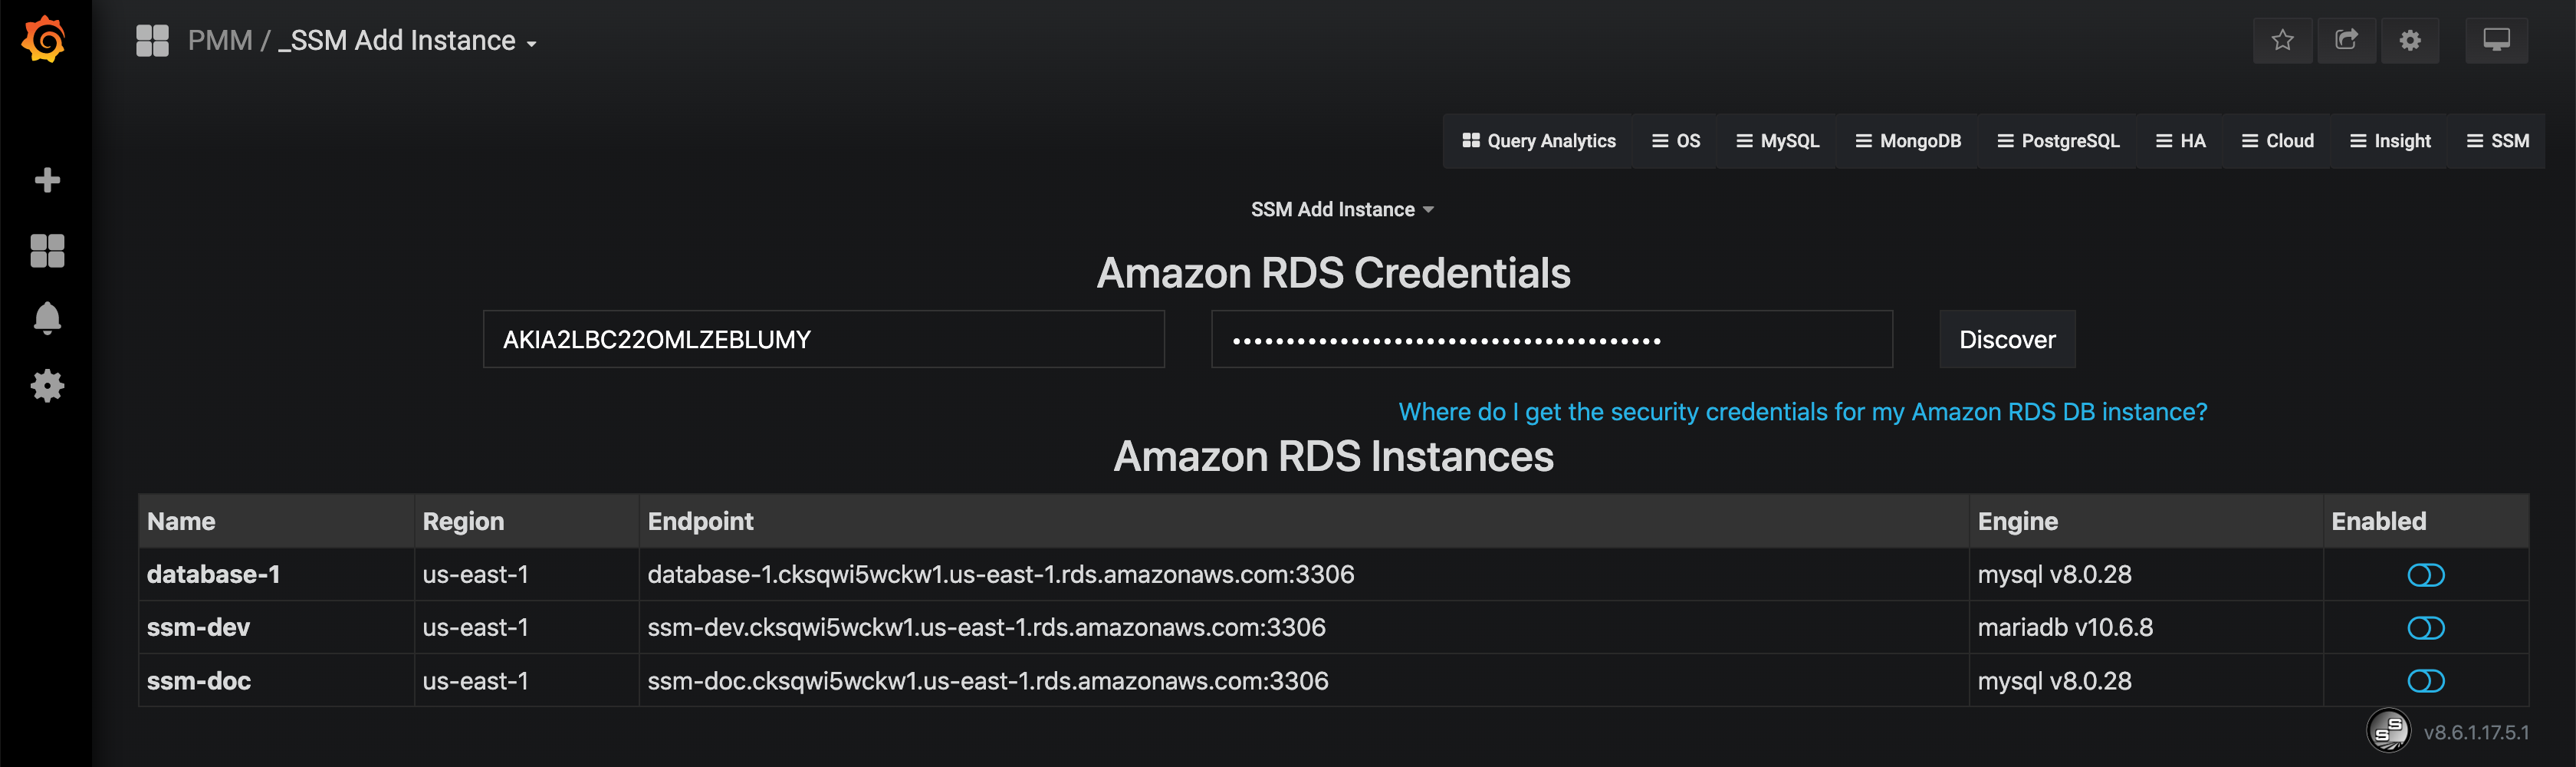 PMM / _SSM Add Instance
Query Analytics OS MySQL MongoDB PostgreSQL HA Cloud Insight SSM
SSM Add Instance
Amazon RDS Credentials
AKIA2LBC22OMLZEBLUMY •••••••••••••••••••••••••••••••••••••••• Discover
Where do I get the security credentials for my Amazon RDS DB instance?
Amazon RDS Instances
Name Region Endpoint Engine Enabled
database-1 us-east-1 database-1.cksqwi5wckw1.us-east-1.rds.amazonaws.com:3306 mysql v8.0.28
ssm-dev us-east-1 ssm-dev.cksqwi5wckw1.us-east-1.rds.amazonaws.com:3306 mariadb v10.6.8
ssm-doc us-east-1 ssm-doc.cksqwi5wckw1.us-east-1.rds.amazonaws.com:3306 mysql v8.0.28
SS v8.6.1.17.5.1